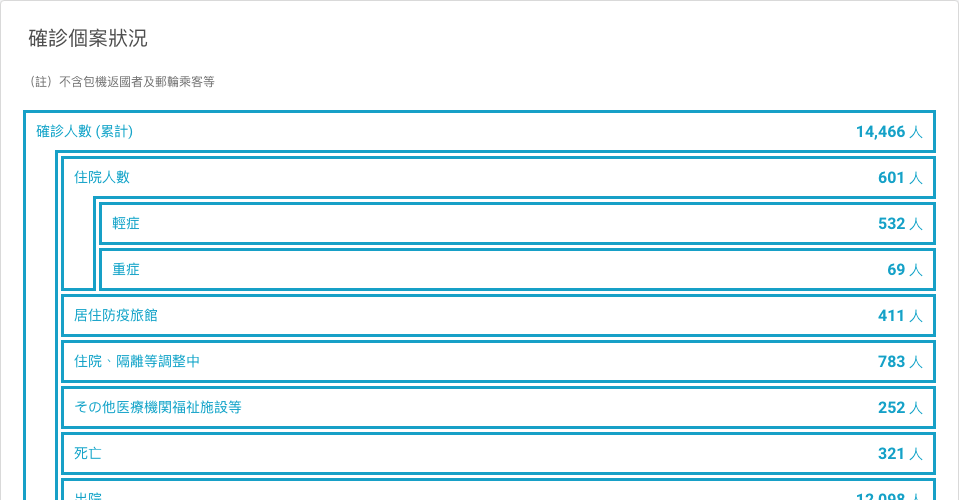 確診個案狀況
（註）不含包機返國者及郵輪乘客等
確診人數 (累計) 14,466 人
住院人數 601 人
輕症 532 人
重症 69 人
居住防疫旅館 411 人
住院、隔離等調整中 783 人
その他医療機関福祉施設等 252 人
死亡 321 人
出院 12,098 人